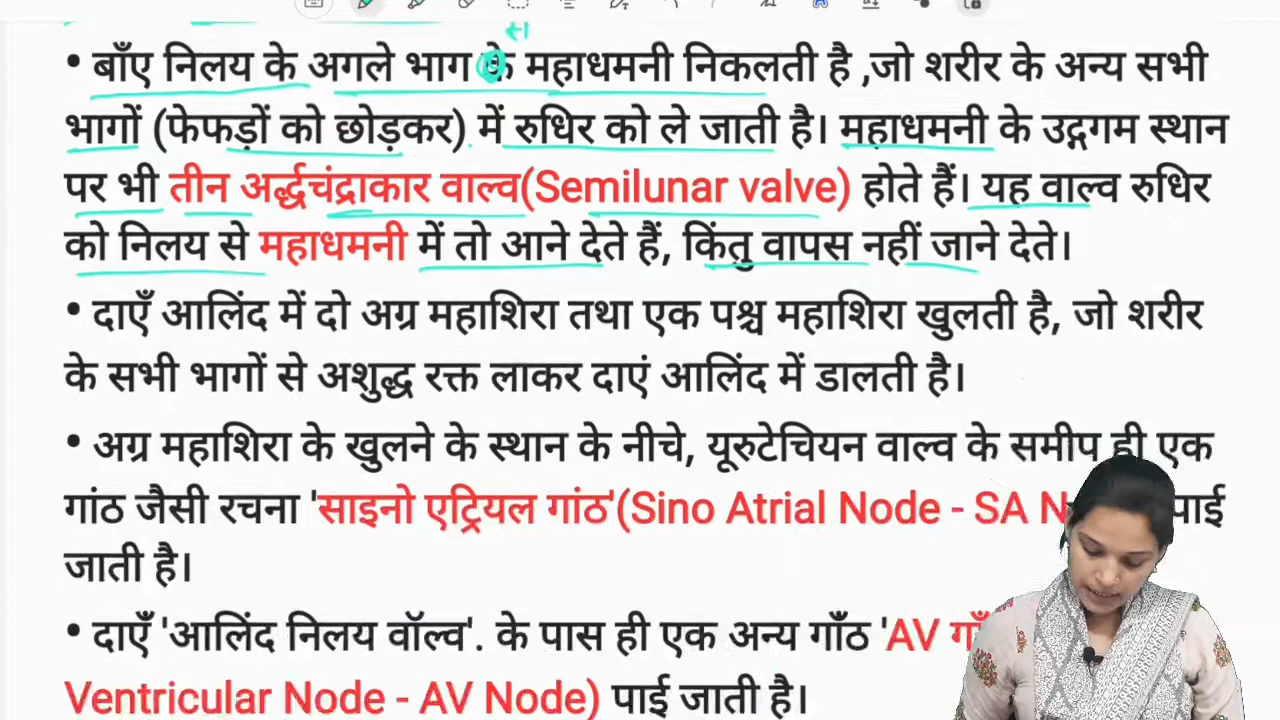 • बाँए निलय के अगले भाग के महाधमनी निकलती है ,जो शरीर के अन्य सभी
से
भागों (फेफड़ों को छोड़कर) में रुधिर को ले जाती है। महाधमनी के उद्गगम स्थान
पर भी तीन अर्द्धचंद्राकार वाल्व(Semilunar valve) होते हैं। यह वाल्व रुधिर
को निलय से महाधमनी में तो आने देते हैं, किंतु वापस नहीं जाने देते।
• दाएँ आलिंद में दो अग्र महाशिरा तथा एक पश्च महाशिरा खुलती है, जो शरीर
के सभी भागों से अशुद्ध रक्त लाकर दाएं आलिंद में डालती है।
• अग्र महाशिरा के खुलने के स्थान के नीचे, यूरुटेचियन वाल्व के समीप ही एक
गांठ जैसी रचना 'साइनो एट्रियल गांठ'(Sino Atrial Node - SA पाई
जाती है।
• दाएँ 'आलिंद निलय वॉल्व'. के पास ही एक अन्य गाँठ 'AV
Ventricular Node - AV Node) पाई जाती है।